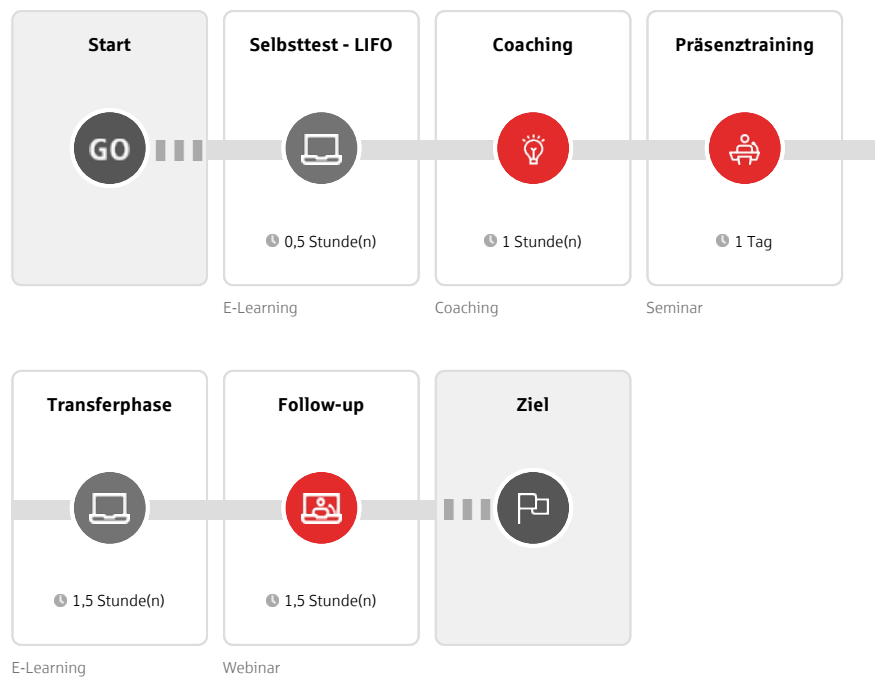 Start
Selbsttest - LIFO
Coaching
Präsenztraining
GO
0,5 Stunde(n)
1 Stunde(n)
1 Tag
E-Learning
Coaching
Seminar
Transferphase
Follow-up
Ziel
1,5 Stunde(n)
1,5 Stunde(n)
E-Learning
Webinar